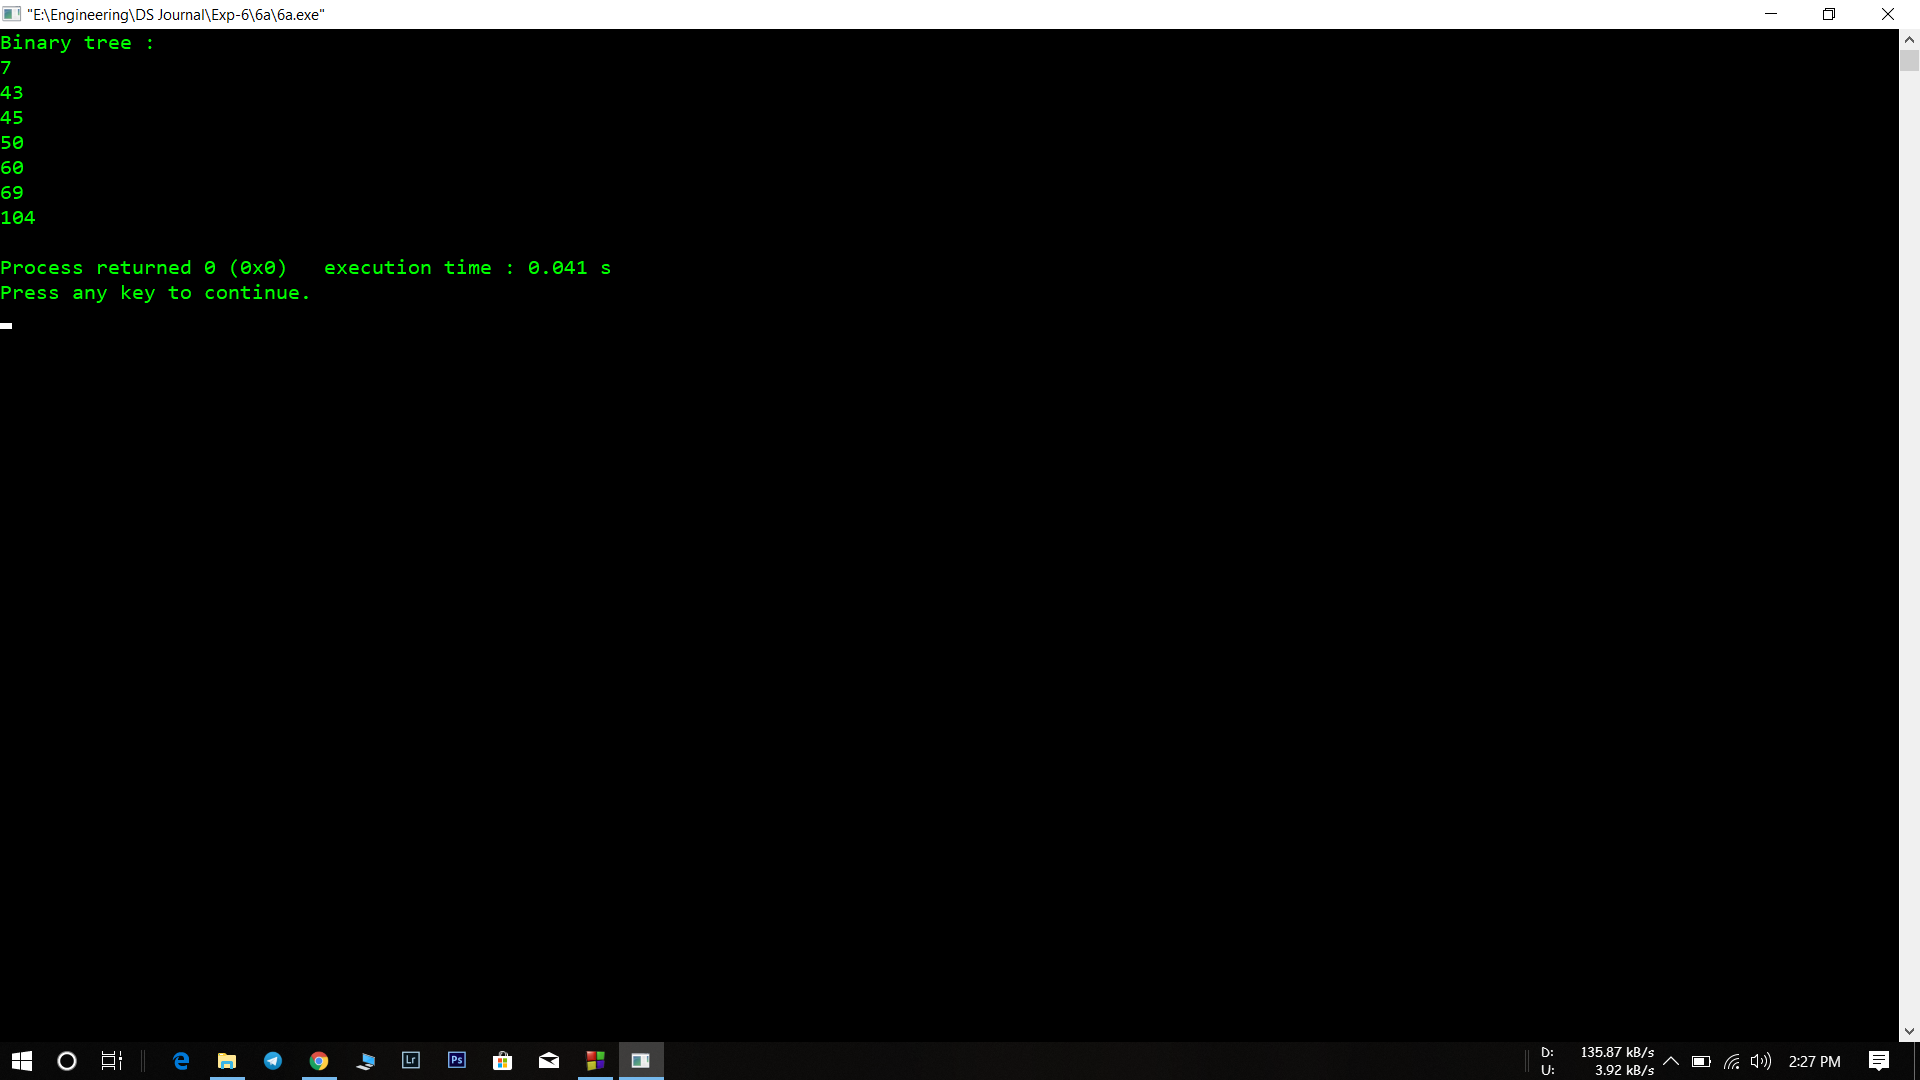 "E:\Engineering\DS Journal\Exp-6\6a\6a.exe"
Binary tree :
7
43
45
50
60
69
104
Process returned 0 (0x0)   execution time : 0.041 s
Press any key to continue.
Lr
Ps
D: 135.87 kB/s
U: 3.92 kB/s
2:27 PM